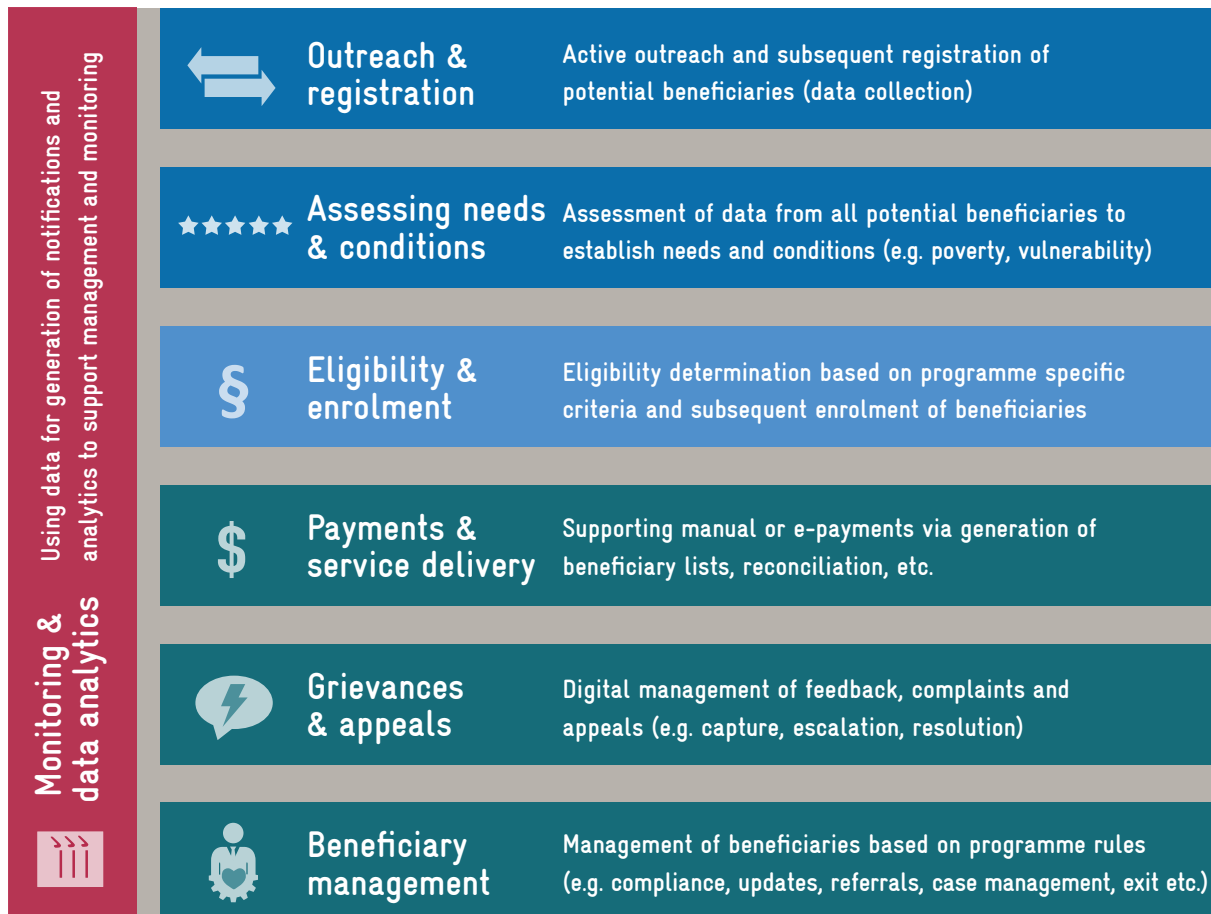 Using data for generation of notifications and
analytics to support management and monitoring
Monitoring &
data analytics
Outreach &
registration
Active outreach and subsequent registration of
potential beneficiaries (data collection)
Assessing needs
& conditions
Assessment of data from all potential beneficiaries to
establish needs and conditions (e.g. poverty, vulnerability)
§
Eligibility &
enrolment
Eligibility determination based on programme specific
criteria and subsequent enrolment of beneficiaries
$
Payments &
service delivery
Supporting manual or e-payments via generation of
beneficiary lists, reconciliation, etc.
Grievances
& appeals
Digital management of feedback, complaints and
appeals (e.g. capture, escalation, resolution)
Beneficiary
management
Management of beneficiaries based on programme rules
(e.g. compliance, updates, referrals, case management, exit etc.)